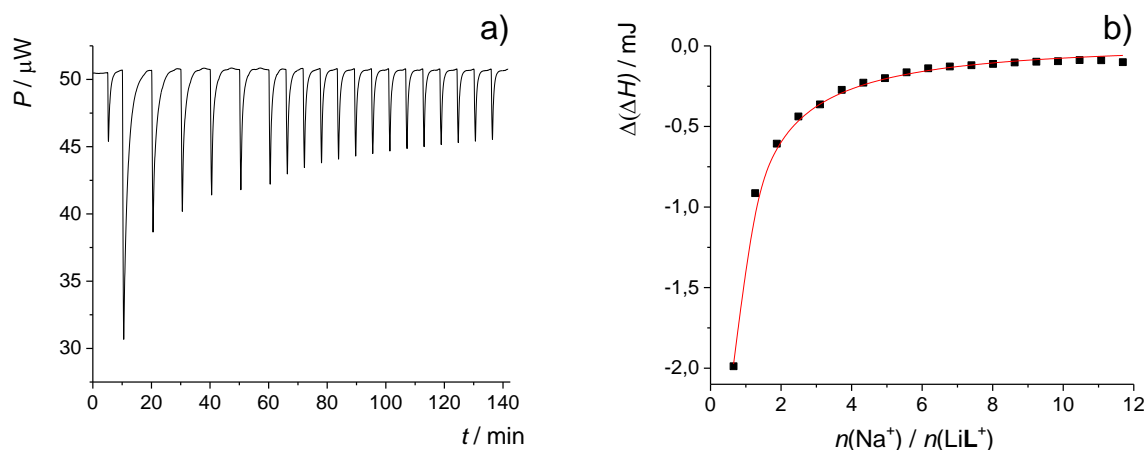 a)
P / μW
50
45
40
35
30
0 20 40 60 80 100 120 140
t / min
b)
Δ(ΔH) / mJ
0,0
-0,5
-1,0
-1,5
-2,0
0 2 4 6 8 10 12
n(Na⁺) / n(LiL⁺)